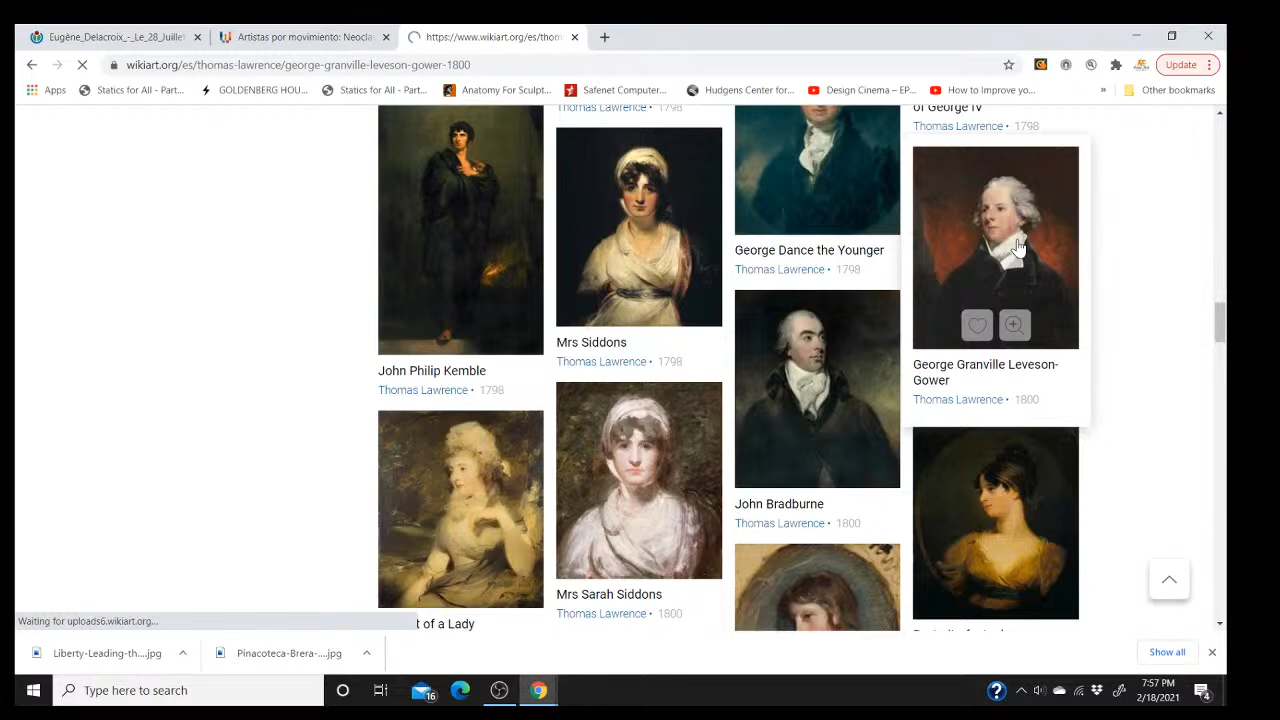 Eugène_Delacroix_-_Le_28_Juillet
Artistas por movimiento: Neoclav
https://www.wikiart.org/es/thom
wikiart.org/es/thomas-lawrence/george-granville-leveson-gower-1800
Update
Apps
Statics for All - Part...
GOLDENBERG HOU...
Statics for All - Part...
Anatomy For Sculpt...
Safenet Computer...
Hudgens Center for...
Design Cinema – EP...
How to Improve yo...
»
Other bookmarks
Thomas Lawrence • 1798
of George IV
Thomas Lawrence • 1798
George Dance the Younger
Thomas Lawrence • 1798
Mrs Siddons
Thomas Lawrence • 1798
John Philip Kemble
Thomas Lawrence • 1798
George Granville Leveson-
Gower
Thomas Lawrence • 1800
John Bradburne
Thomas Lawrence • 1800
Mrs Sarah Siddons
Thomas Lawrence • 1800
t of a Lady
Waiting for uploads6.wikiart.org...
Liberty-Leading-th....jpg
Pinacoteca-Brera-....jpg
Show all
Type here to search
16
7:57 PM
2/18/2021
4